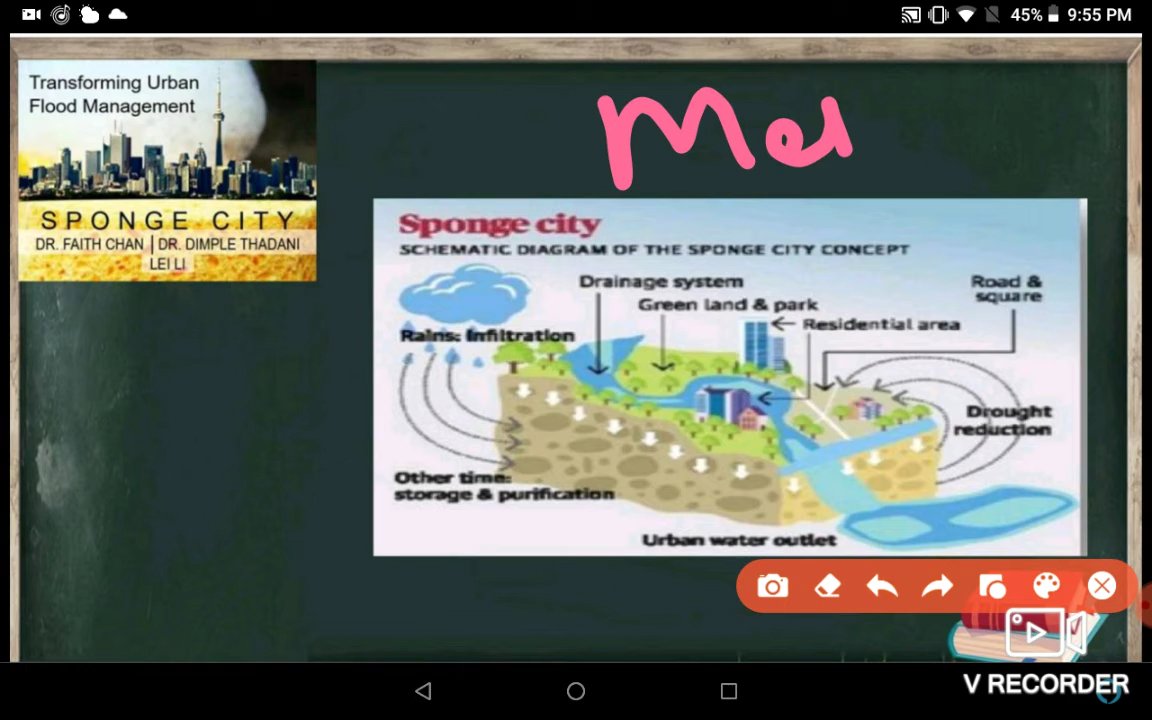 45% 9:55 PM
Transforming Urban
Flood Management
SPONGE CITY
DR. FAITH CHAN | DR. DIMPLE THADANI
LEI LI
Sponge city
SCHEMATIC DIAGRAM OF THE SPONGE CITY CONCEPT
Drainage system
Green land & park
Residential area
Road &
square
Rains: Infiltration
Drought
reduction
Other time:
storage & purification
Urban water outlet
V RECORDER